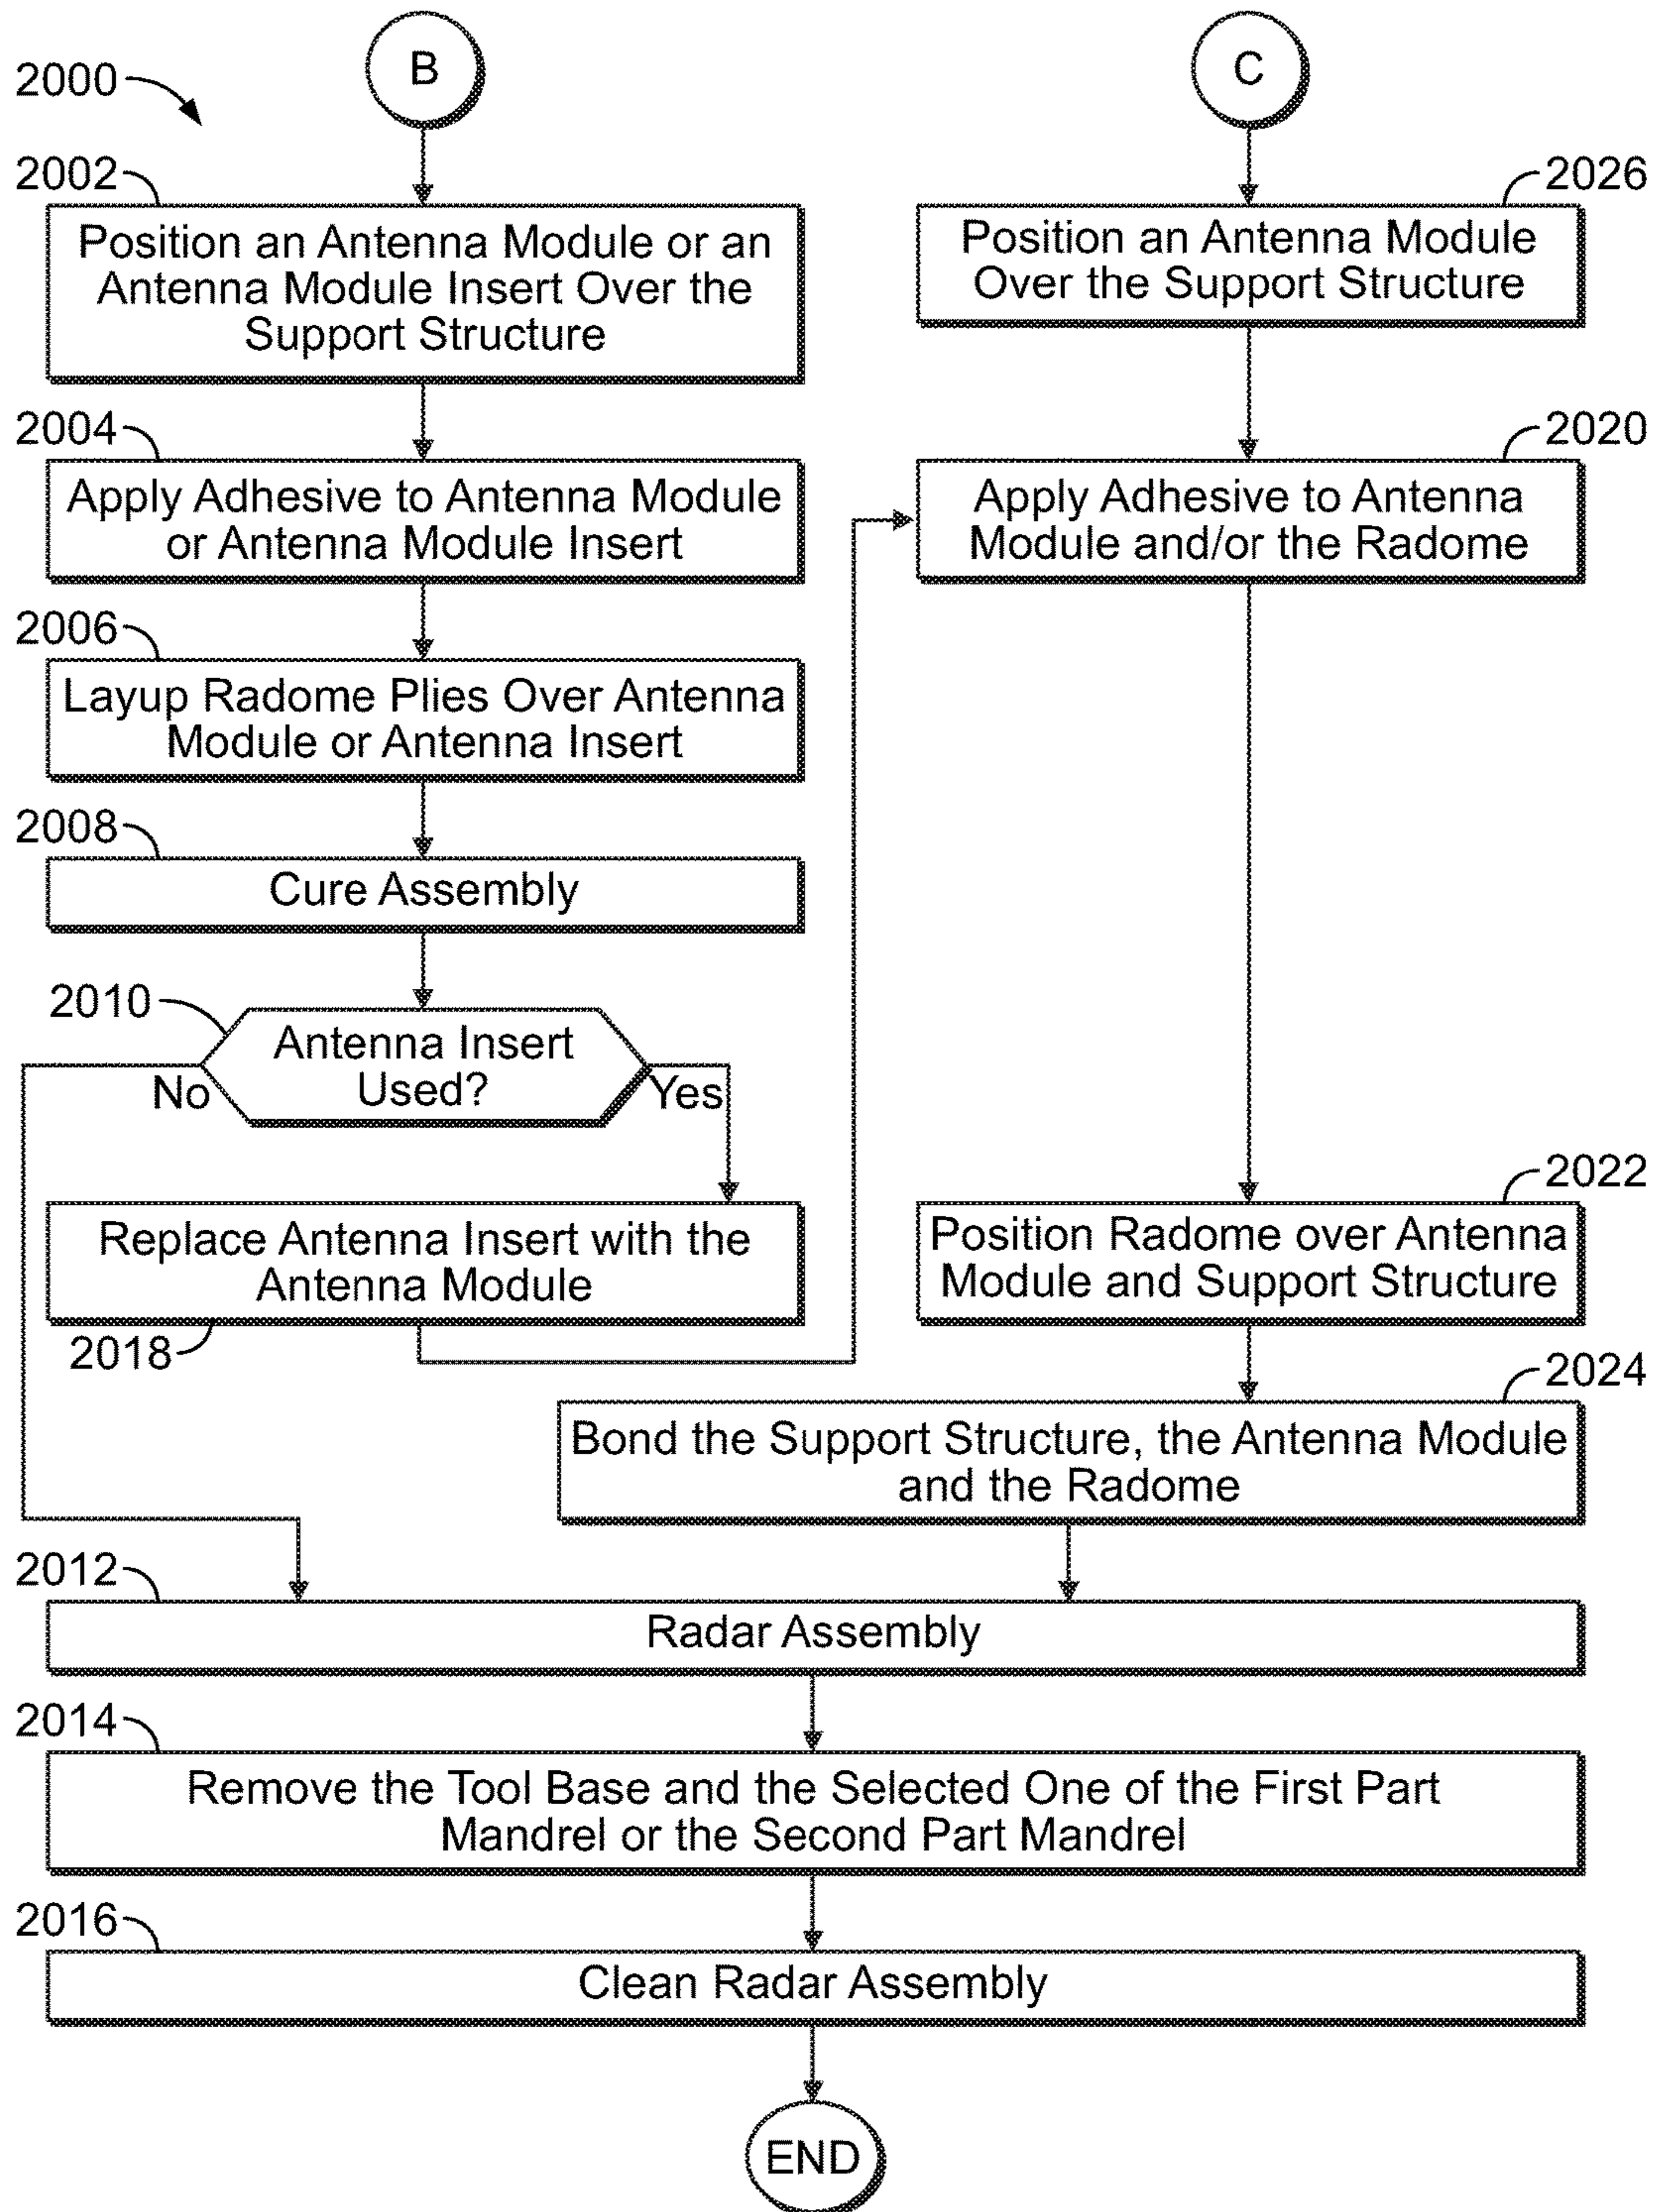 2000
B
C
2002
Position an Antenna Module or an
Antenna Module Insert Over the
Support Structure
2026
Position an Antenna Module
Over the Support Structure
2004
Apply Adhesive to Antenna Module
or Antenna Module Insert
2020
Apply Adhesive to Antenna
Module and/or the Radome
2006
Layup Radome Plies Over Antenna
Module or Antenna Insert
2008
Cure Assembly
2010
Antenna Insert
Used?
No
Yes
2018
Replace Antenna Insert with the
Antenna Module
2022
Position Radome over Antenna
Module and Support Structure
2024
Bond the Support Structure, the Antenna Module
and the Radome
2012
Radar Assembly
2014
Remove the Tool Base and the Selected One of the First Part
Mandrel or the Second Part Mandrel
2016
Clean Radar Assembly
END